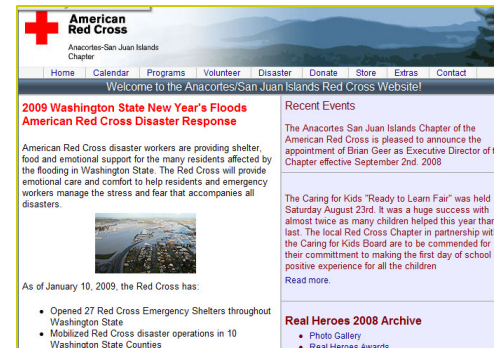 American
Red Cross
Anacortes-San Juan Islands
Chapter
Home Calendar Programs Volunteer Disaster Donate Store Extras Contact
Welcome to the Anacortes/San Juan Islands Red Cross Website!
2009 Washington State New Year's Floods
American Red Cross Disaster Response
American Red Cross disaster workers are providing shelter,
food and emotional support for the many residents affected by
the flooding in Washington State. The Red Cross will provide
emotional care and comfort to help residents and emergency
workers manage the stress and fear that accompanies all
disasters.
As of January 10, 2009, the Red Cross has:
• Opened 27 Red Cross Emergency Shelters throughout
Washington State
• Mobilized Red Cross disaster operations in 10
Washington State Counties
Recent Events
The Anacortes San Juan Islands Chapter of the
American Red Cross is pleased to announce the
appointment of Brian Geer as Executive Director of
Chapter effective September 2nd. 2008
The Caring for Kids "Ready to Learn Fair" was held
Saturday August 23rd. It was a huge success with
almost twice as many children helped this year than
last. The local Red Cross Chapter in partnership with
the Caring for Kids Board are to be commended for
their committment to making the first day of school
positive experience for all the children
Read more.
Real Heroes 2008 Archive
• Photo Gallery
• Real Heroes Awards